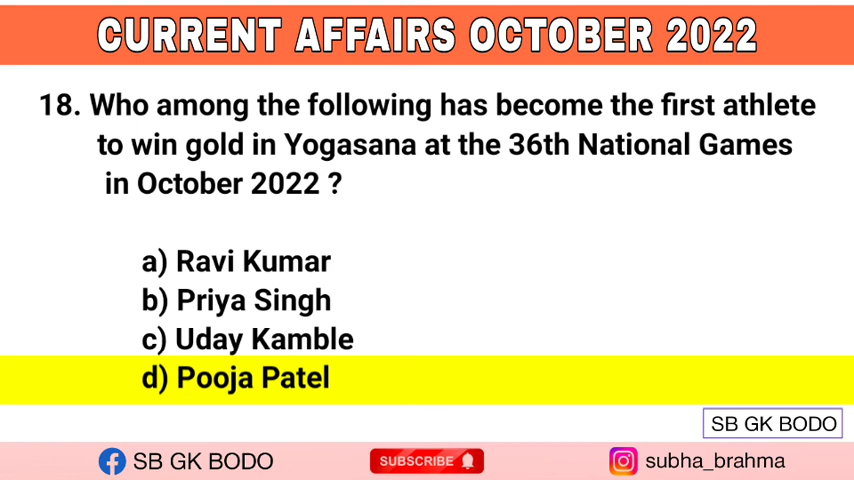 CURRENT AFFAIRS OCTOBER 2022
18. Who among the following has become the first athlete
to win gold in Yogasana at the 36th National Games
in October 2022 ?
a) Ravi Kumar
b) Priya Singh
c) Uday Kamble
d) Pooja Patel
SB GK BODO
SB GK BODO
SUBSCRIBE
subha_brahma